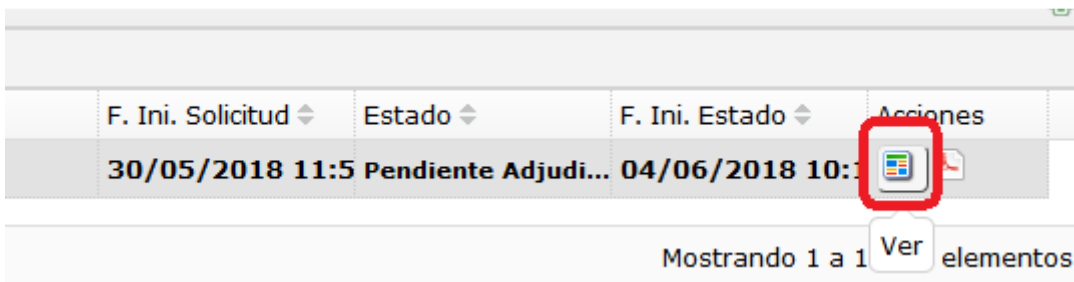 F. Ini. Solicitud Estado F. Ini. Estado Acciones
30/05/2018 11:5 Pendiente Adjudi... 04/06/2018 10:1
Ver
Mostrando 1 a 1 elementos